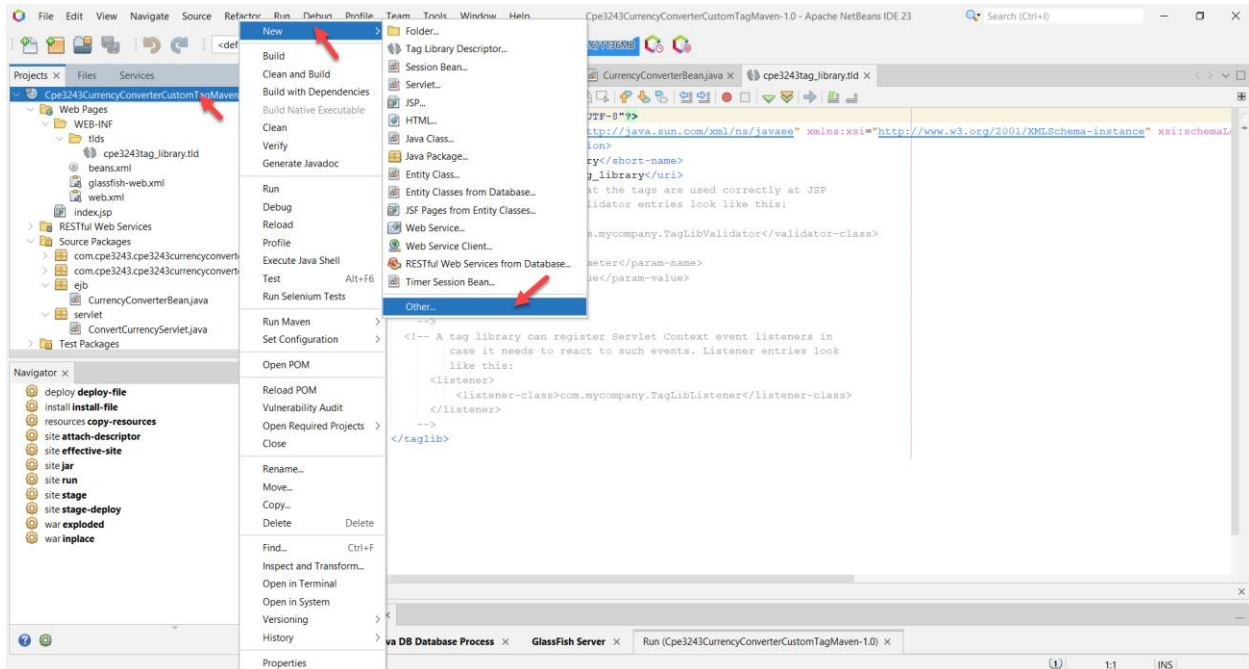 File Edit View Navigate Source Refactor Run Debug Profile Team Tools Window Help
Cpe3243CurrencyConverterCustomTagMaven-1.0 - Apache NetBeans IDE 23
Search (Ctrl+I)
<def
6/1136MB
Projects
Files
Services
Cpe3243CurrencyConverterCustomTagMaven
Web Pages
WEB-INF
tlds
cpe3243tag_library.tld
beans.xml
glassfish-web.xml
web.xml
index.jsp
RESTful Web Services
Source Packages
com.cpe3243.cpe3243currencyconvert
com.cpe3243.cpe3243currencyconvert
ejb
CurrencyConverterBean.java
servlet
ConvertCurrencyServlet.java
Test Packages
Navigator
deploy deploy-file
install install-file
resources copy-resources
site attach-descriptor
site effective-site
site jar
site run
site stage
site stage-deploy
war exploded
war inplace
New
Build
Clean and Build
Build with Dependencies
Build Native Executable
Clean
Verify
Generate Javadoc
Run
Debug
Reload
Profile
Execute Java Shell
Test Alt+F6
Run Selenium Tests
Run Maven
Set Configuration
Open POM
Reload POM
Vulnerability Audit
Open Required Projects
Close
Rename...
Move...
Copy...
Delete Delete
Find... Ctrl+F
Inspect and Transform...
Open in Terminal
Open in System
Versioning
History
Properties
Folder...
Tag Library Descriptor...
Session Bean...
Servlet...
JSP...
HTML...
Java Class...
Java Package...
Entity Class...
Entity Classes from Database...
JSF Pages from Entity Classes...
Web Service...
Web Service Client...
RESTful Web Services from Database...
Timer Session Bean...
Other...
CurrencyConverterBean.java
cpe3243tag_library.tld
UTF-8"?>
ttp://java.sun.com/xml/ns/javaee" xmlns:xsi="http://www.w3.org/2001/XMLSchema-instance" xsi:schemaL
ion>
ry</short-name>
g_library</uri>
at the tags are used correctly at JSP
lidator entries look like this:
m.mycompany.TagLibValidator</validator-class>
meter</param-name>
ue</param-value>
-->
<!-- A tag library can register Servlet Context event listeners in
case it needs to react to such events. Listener entries look
like this:
<listener>
<listener-class>com.mycompany.TagLibListener</listener-class>
</listener>
-->
</taglib>
va DB Database Process
GlassFish Server
Run (Cpe3243CurrencyConverterCustomTagMaven-1.0)
1
1:1
INS